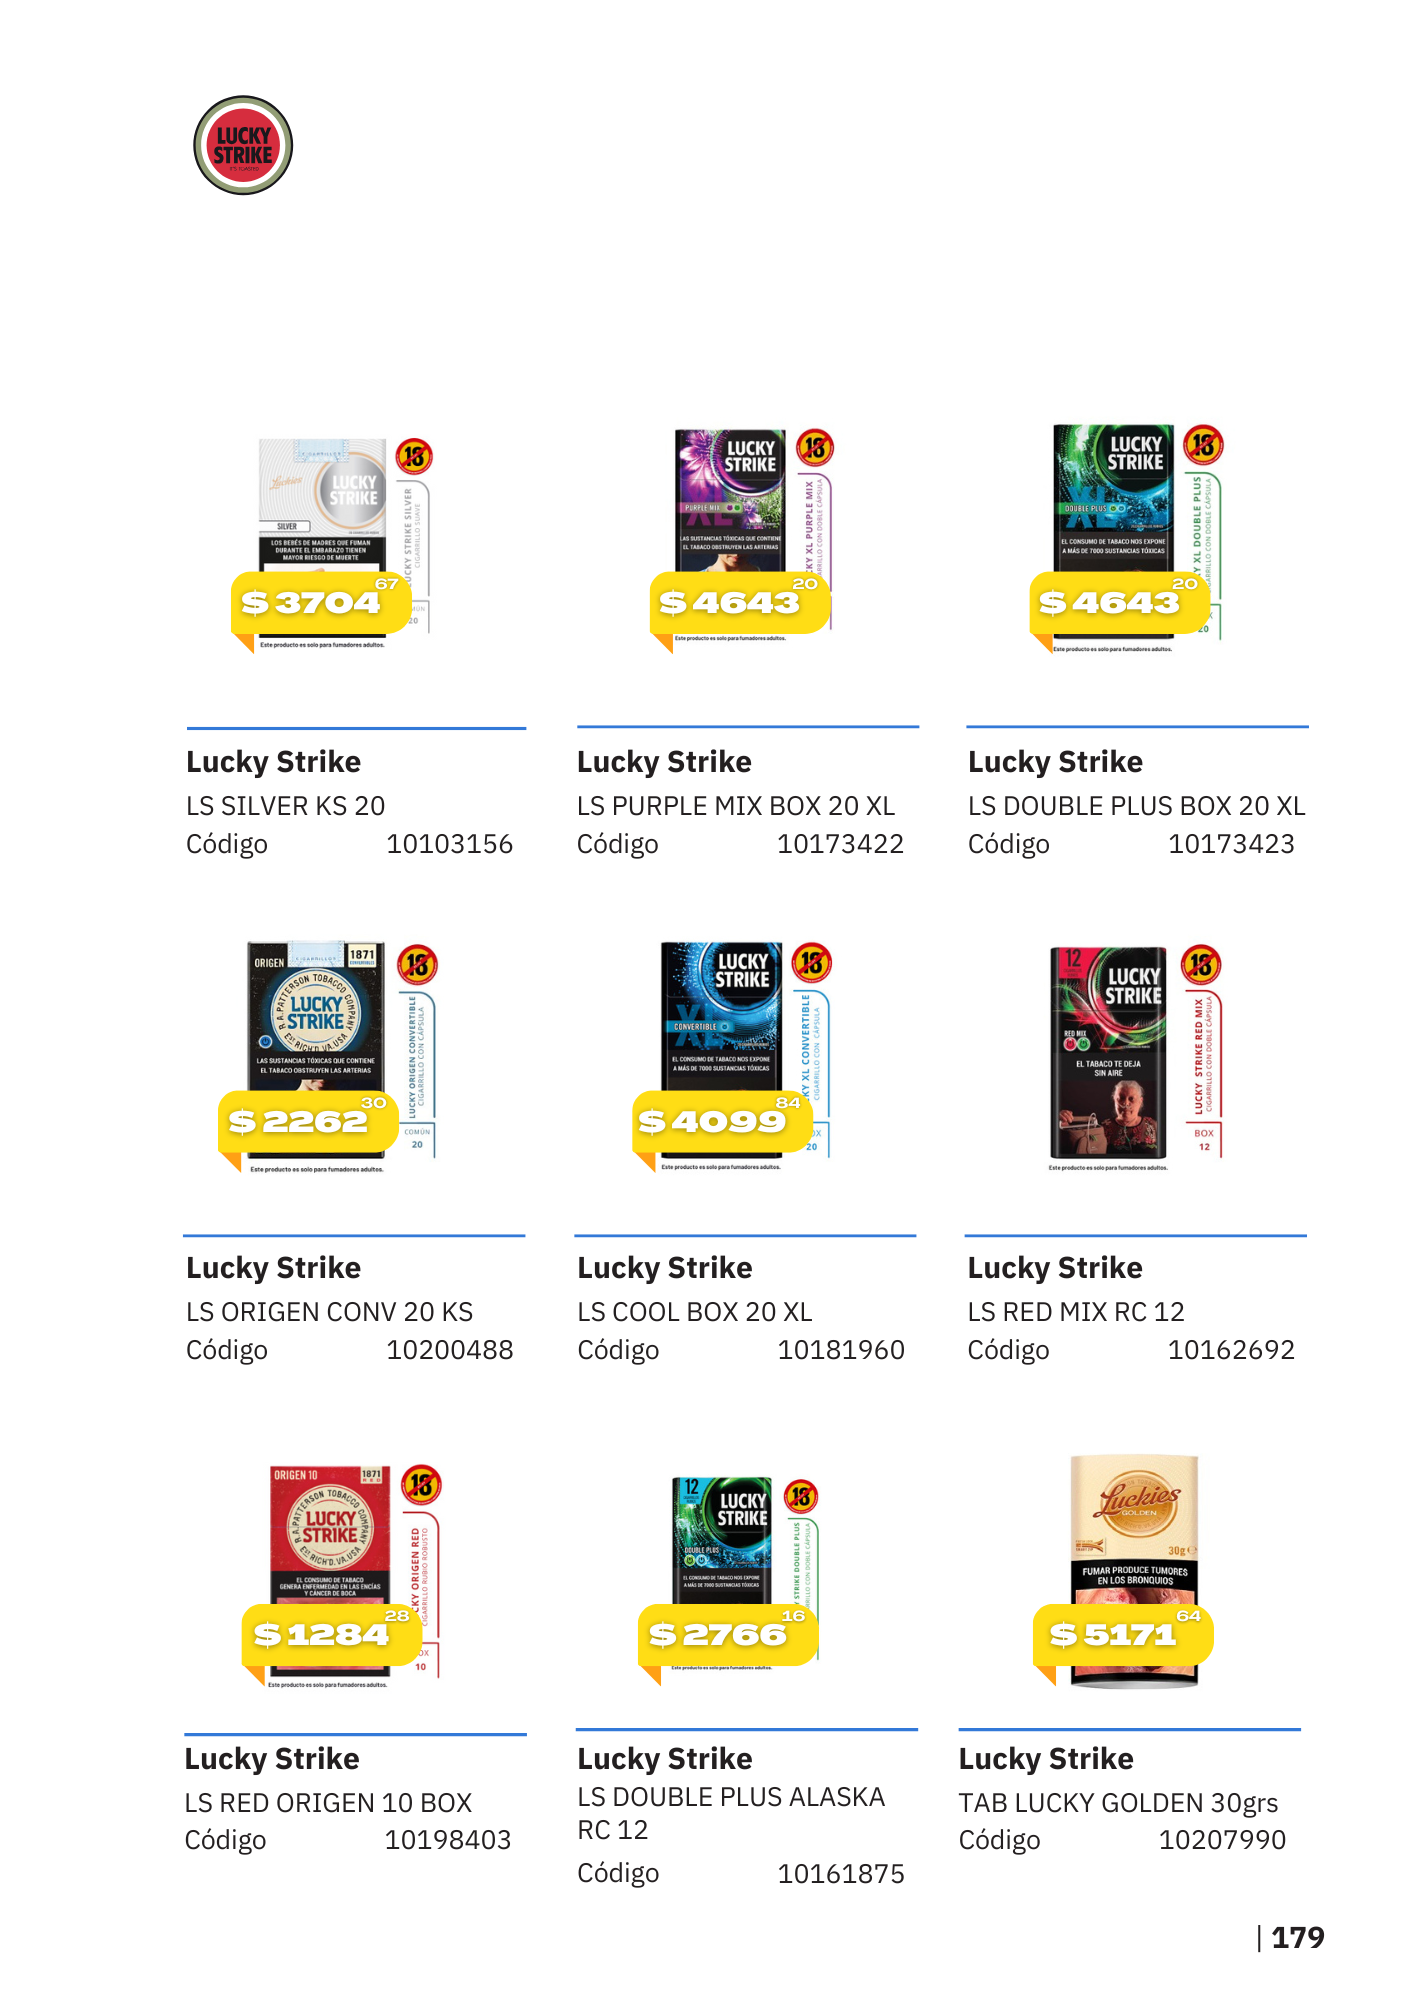 LUCKY
STRIKE
LUCKY
STRIKE
Luckies
SILVER
LOS BEBÉS DE MADRES QUE FUMAN
DURANTE EL EMBARAZO TIENEN
MAYOR RIESGO DE MUERTE
18
LUCKY STRIKE SILVER
CIGARRILLO SUAVE
20
$ 3704 67
Este producto es solo para fumadores adultos.
LUCKY
STRIKE
PURPLE MIX
XL
LAS SUSTANCIAS TÓXICAS QUE CONTIENE
EL TABACO OBSTRUYEN LAS ARTERIAS
18
XL PURPLE MIX
CON DOBLE CÁPSULA
$ 4643 20
Este producto es solo para fumadores adultos.
LUCKY
STRIKE
XL
DOUBLE PLUS
EL CONSUMO DE TABACO NOS EXPONE
A MÁS DE 7000 SUSTANCIAS TÓXICAS
18
XL DOUBLE PLUS
CON DOBLE CÁPSULA
20
$ 4643 20
Este producto es solo para fumadores adultos.
Lucky Strike
LS SILVER KS 20
Código 10103156
Lucky Strike
LS PURPLE MIX BOX 20 XL
Código 10173422
Lucky Strike
LS DOUBLE PLUS BOX 20 XL
Código 10173423
ORIGEN
1871
CONVERTIBLE
R.A. PATTERSON TOBACCO COMPANY
LUCKY
STRIKE
RICH'D. VA. USA
LAS SUSTANCIAS TÓXICAS QUE CONTIENE
EL TABACO OBSTRUYEN LAS ARTERIAS
18
LUCKY ORIGEN CONVERTIBLE
CIGARRILLO CON CÁPSULA
COMÚN
20
$ 2262 30
Este producto es solo para fumadores adultos.
LUCKY
STRIKE
XL
CONVERTIBLE
EL CONSUMO DE TABACO NOS EXPONE
A MÁS DE 7000 SUSTANCIAS TÓXICAS
18
XL CONVERTIBLE
CIGARRILLO CON CÁPSULA
20
$ 4099 84
Este producto es solo para fumadores adultos.
12
LUCKY
STRIKE
RED MIX
EL TABACO TE DEJA
SIN AIRE
18
LUCKY STRIKE RED MIX
CIGARRILLO CON DOBLE CÁPSULA
BOX
12
Este producto es solo para fumadores adultos.
Lucky Strike
LS ORIGEN CONV 20 KS
Código 10200488
Lucky Strike
LS COOL BOX 20 XL
Código 10181960
Lucky Strike
LS RED MIX RC 12
Código 10162692
ORIGEN 10
1871
RED
R.A. PATTERSON TOBACCO COMPANY
LUCKY
STRIKE
RICH'D. VA. USA
EL CONSUMO DE TABACO
GENERA ENFERMEDAD EN LAS ENCÍAS
Y CÁNCER DE BOCA
18
ORIGEN RED
CIGARRILLO RUBIO ROBUSTO
10
$ 1284 28
Este producto es solo para fumadores adultos.
12
LUCKY
STRIKE
DOUBLE PLUS
EL CONSUMO DE TABACO NOS EXPONE
A MÁS DE 7000 SUSTANCIAS TÓXICAS
18
STRIKE DOUBLE PLUS
CON DOBLE CÁPSULA
$ 2766 16
Este producto es solo para fumadores adultos.
Luckies
GOLDEN
30g
FUMAR PRODUCE TUMORES
EN LOS BRONQUIOS
$ 5171 64
Lucky Strike
LS RED ORIGEN 10 BOX
Código 10198403
Lucky Strike
LS DOUBLE PLUS ALASKA
RC 12
Código 10161875
Lucky Strike
TAB LUCKY GOLDEN 30grs
Código 10207990
| 179